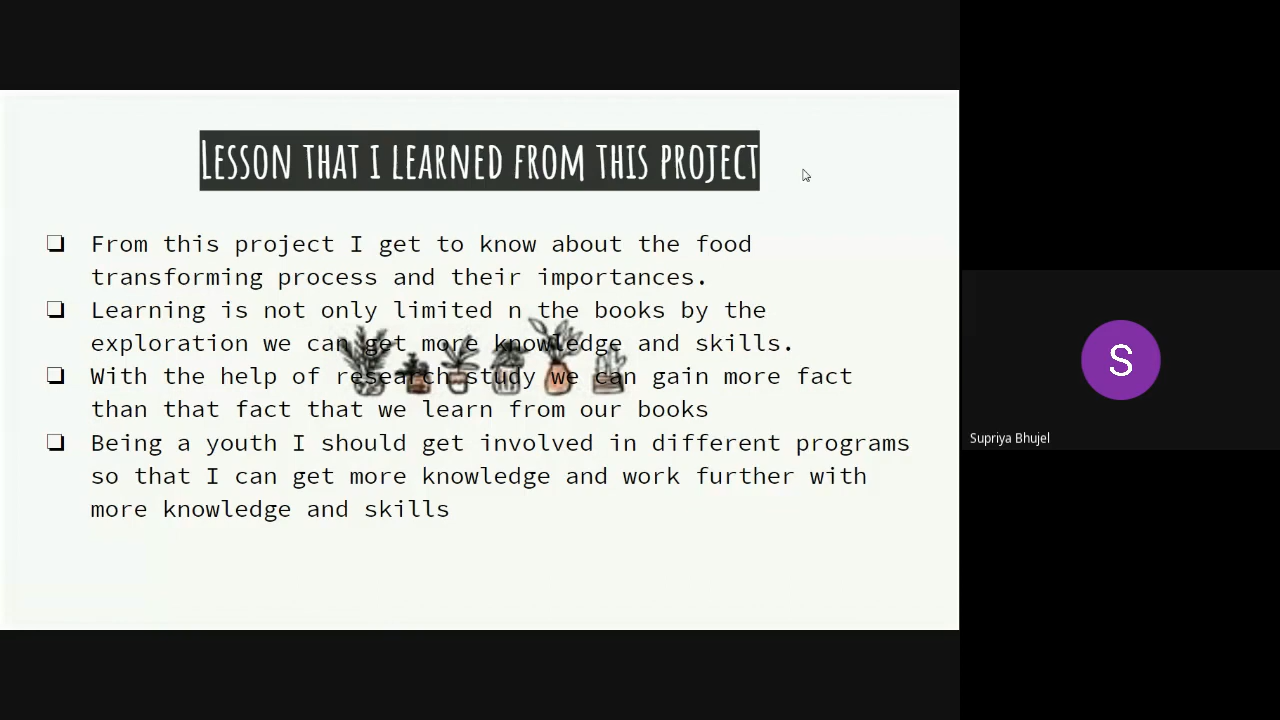 Lesson that i learned from this project
❏ From this project I get to know about the food
transforming process and their importances.
❏ Learning is not only limited n the books by the
exploration we can get more knowledge and skills.
❏ With the help of research study we can gain more fact
than that fact that we learn from our books
❏ Being a youth I should get involved in different programs
so that I can get more knowledge and work further with
more knowledge and skills
S
Supriya Bhujel